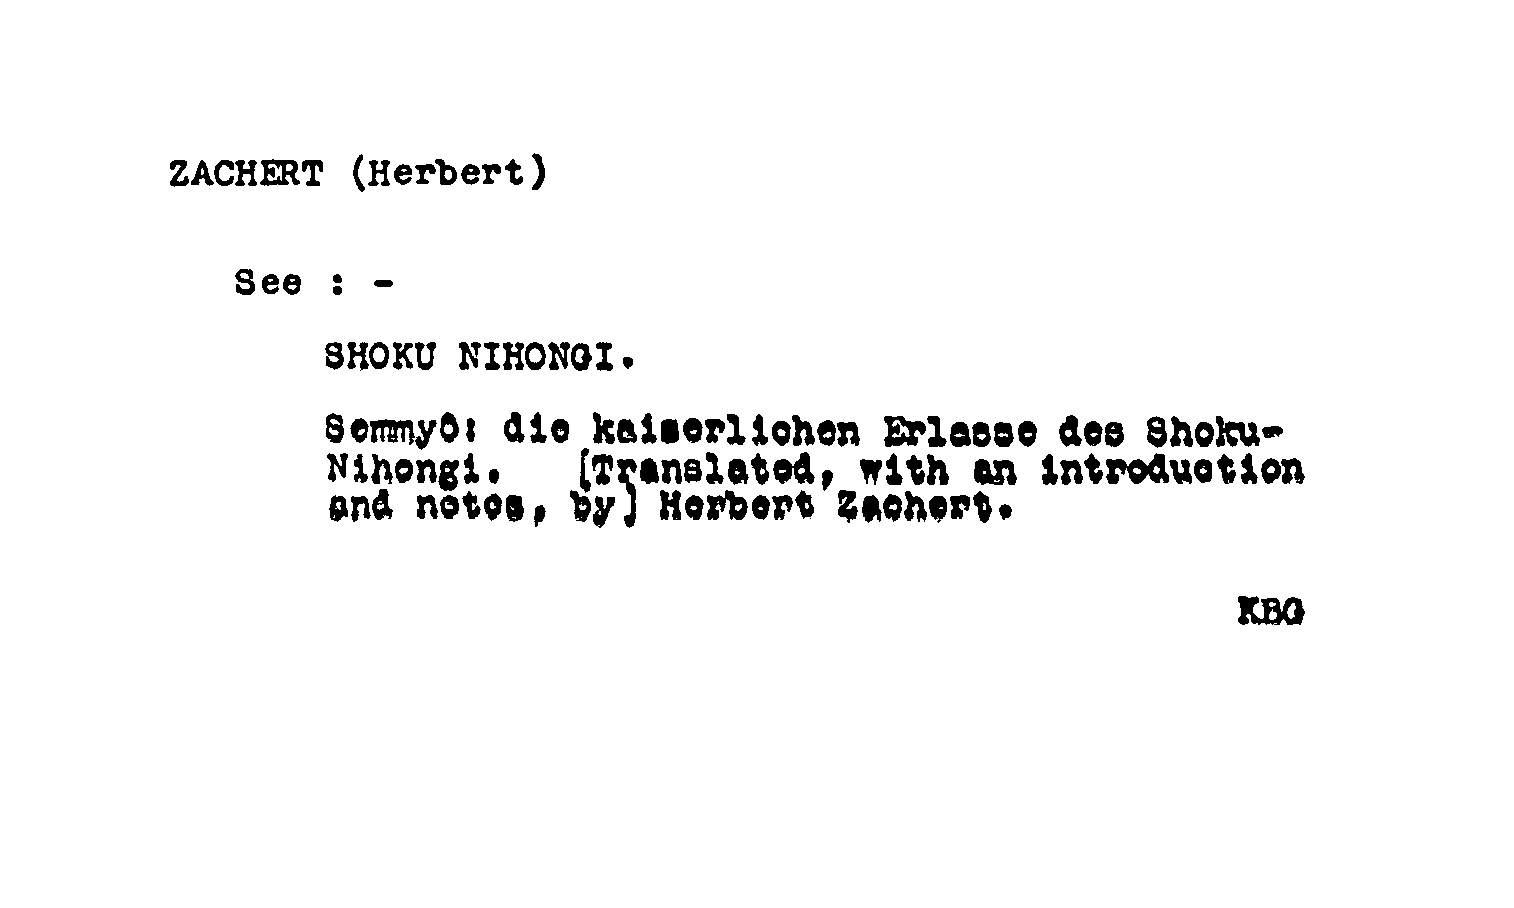 ZACHERT (Herbert)
See : -
SHOKU NIHONGI.
Semmyō: die kaiserlichen Erlasse des Shoku-
Nihongi. [Translated, with an introduction
and notes, by] Herbert Zachert.
KBG